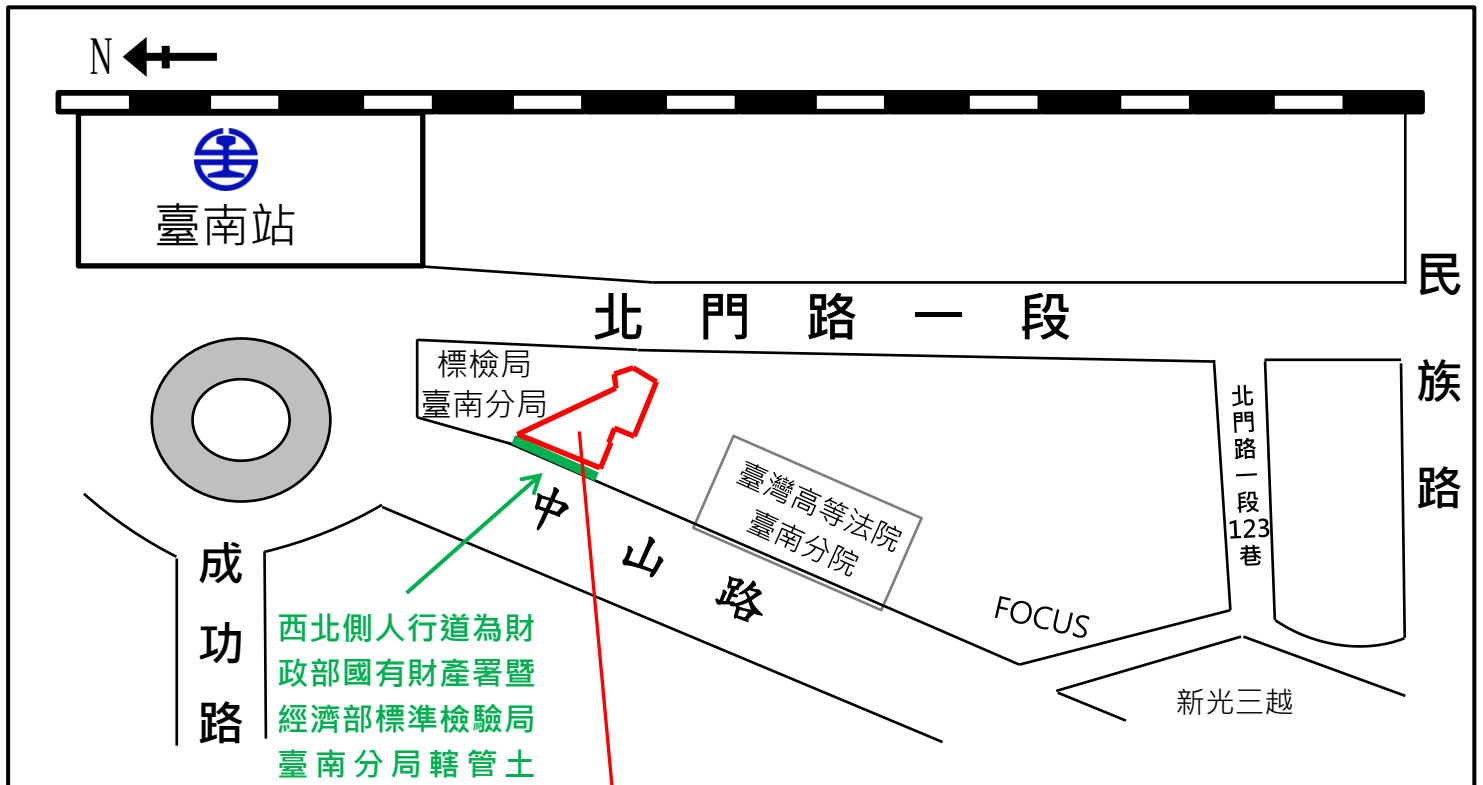 N
臺南站
北門路一段
民族路
標檢局
臺南分局
北門路一段123巷
臺灣高等法院
臺南分院
中山路
成功路
FOCUS
新光三越
西北側人行道為財
政部國有財產署暨
經濟部標準檢驗局
臺南分局轄管土